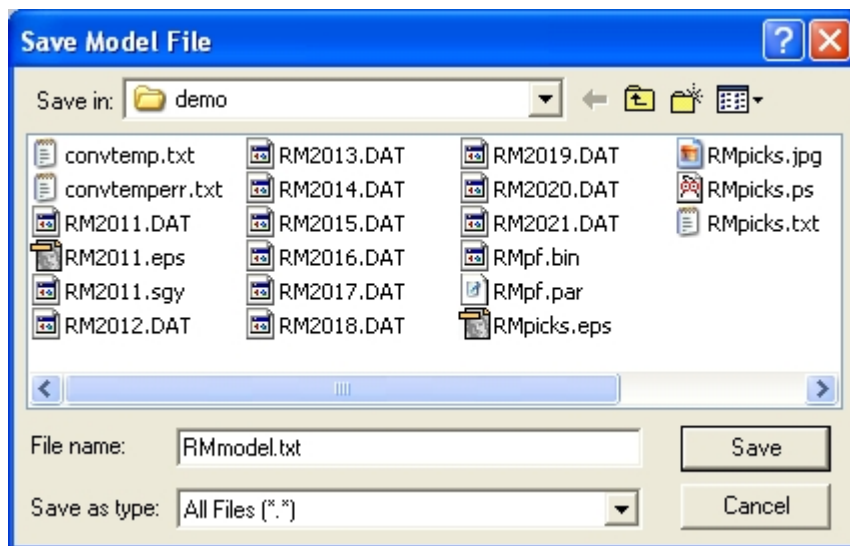 Save Model File
Save in: demo
convtemp.txt
convtemperr.txt
RM2011.DAT
RM2011.eps
RM2011.sgy
RM2012.DAT
RM2013.DAT
RM2014.DAT
RM2015.DAT
RM2016.DAT
RM2017.DAT
RM2018.DAT
RM2019.DAT
RM2020.DAT
RM2021.DAT
RMpf.bin
RMpf.par
RMpicks.eps
RMpicks.jpg
RMpicks.ps
RMpicks.txt
File name: RMmodel.txt
Save
Save as type: All Files (*.*)
Cancel